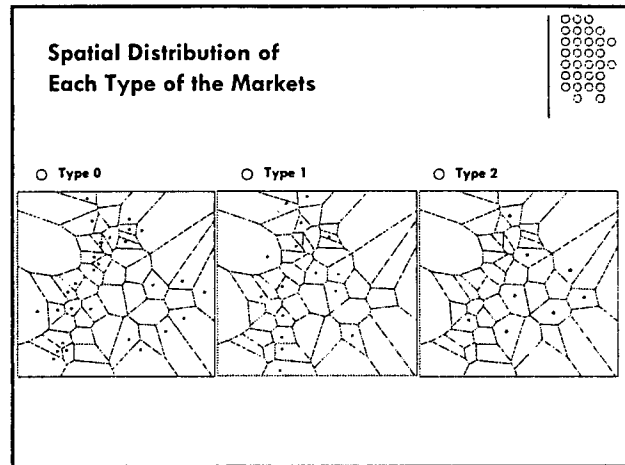 Spatial Distribution of
Each Type of the Markets
Type 0
Type 1
Type 2